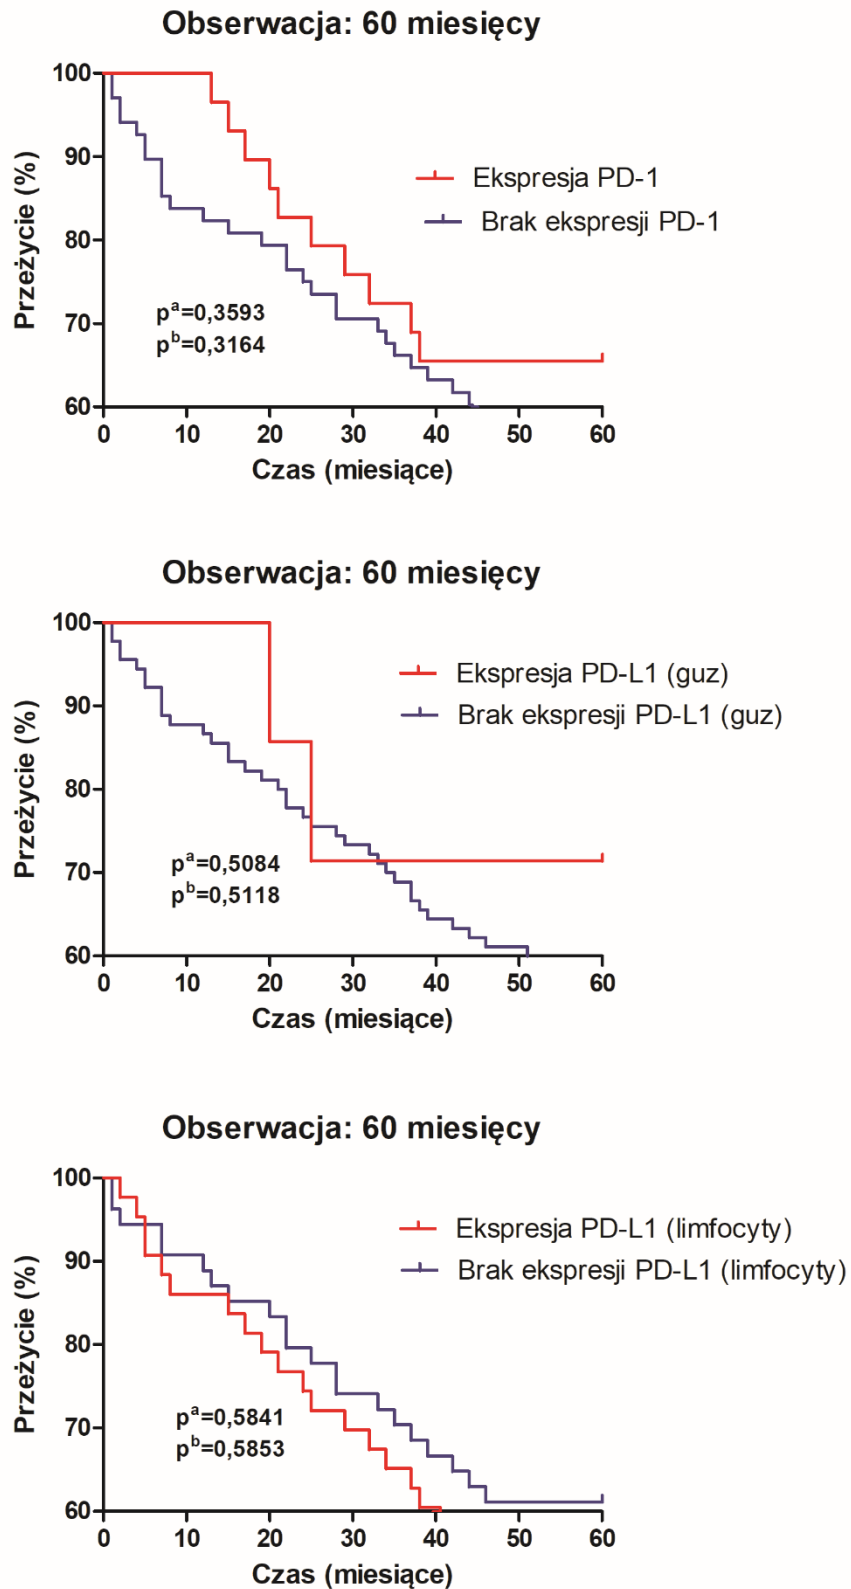 Obserwacja: 60 miesięcy
100
90
80
70
60
Przeżycie (%)
Ekspresja PD-1
Brak ekspresji PD-1
pᵃ=0,3593
pᵇ=0,3164
0 10 20 30 40 50 60
Czas (miesiące)
Obserwacja: 60 miesięcy
100
90
80
70
60
Przeżycie (%)
Ekspresja PD-L1 (guz)
Brak ekspresji PD-L1 (guz)
pᵃ=0,5084
pᵇ=0,5118
0 10 20 30 40 50 60
Czas (miesiące)
Obserwacja: 60 miesięcy
100
90
80
70
60
Przeżycie (%)
Ekspresja PD-L1 (limfocyty)
Brak ekspresji PD-L1 (limfocyty)
pᵃ=0,5841
pᵇ=0,5853
0 10 20 30 40 50 60
Czas (miesiące)